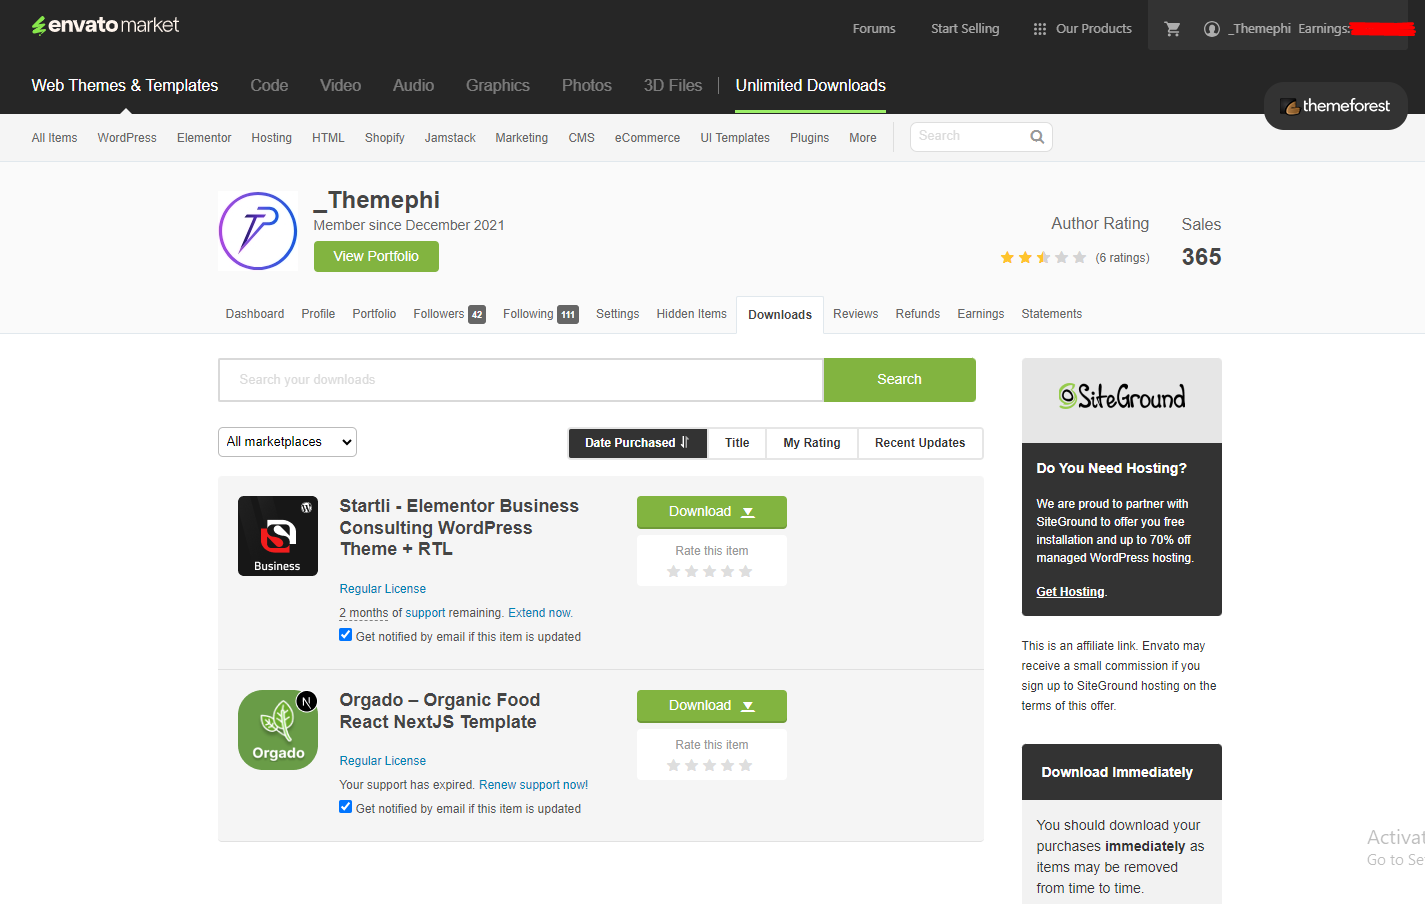 envato market
Forums
Start Selling
Our Products
_Themephi Earnings:
Web Themes & Templates
Code
Video
Audio
Graphics
Photos
3D Files
Unlimited Downloads
themeforest
All Items
WordPress
Elementor
Hosting
HTML
Shopify
Jamstack
Marketing
CMS
eCommerce
UI Templates
Plugins
More
Search
_Themephi
Member since December 2021
View Portfolio
Author Rating
(6 ratings)
Sales
365
Dashboard
Profile
Portfolio
Followers 42
Following 111
Settings
Hidden Items
Downloads
Reviews
Refunds
Earnings
Statements
Search your downloads
Search
All marketplaces
Date Purchased
Title
My Rating
Recent Updates
Business
Startli - Elementor Business
Consulting WordPress
Theme + RTL
Regular License
2 months of support remaining. Extend now.
Get notified by email if this item is updated
Download
Rate this item
N
Orgado
Orgado – Organic Food
React NextJS Template
Regular License
Your support has expired. Renew support now!
Get notified by email if this item is updated
Download
Rate this item
SiteGround
Do You Need Hosting?
We are proud to partner with
SiteGround to offer you free
installation and up to 70% off
managed WordPress hosting.
Get Hosting.
This is an affiliate link. Envato may
receive a small commission if you
sign up to SiteGround hosting on the
terms of this offer.
Download Immediately
You should download your
purchases immediately as
items may be removed
from time to time.
Activat
Go to Se